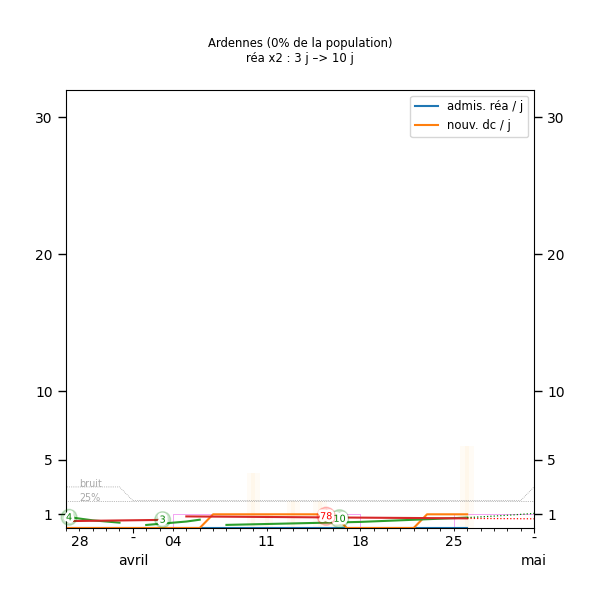 Ardennes (0% de la population)
réa x2 : 3 j –> 10 j
admis. réa / j
nouv. dc / j
30 30
20 20
10 10
5 5
bruit
25%
1 1
4 3 78 10
28 - 04 11 18 25 -
avril mai